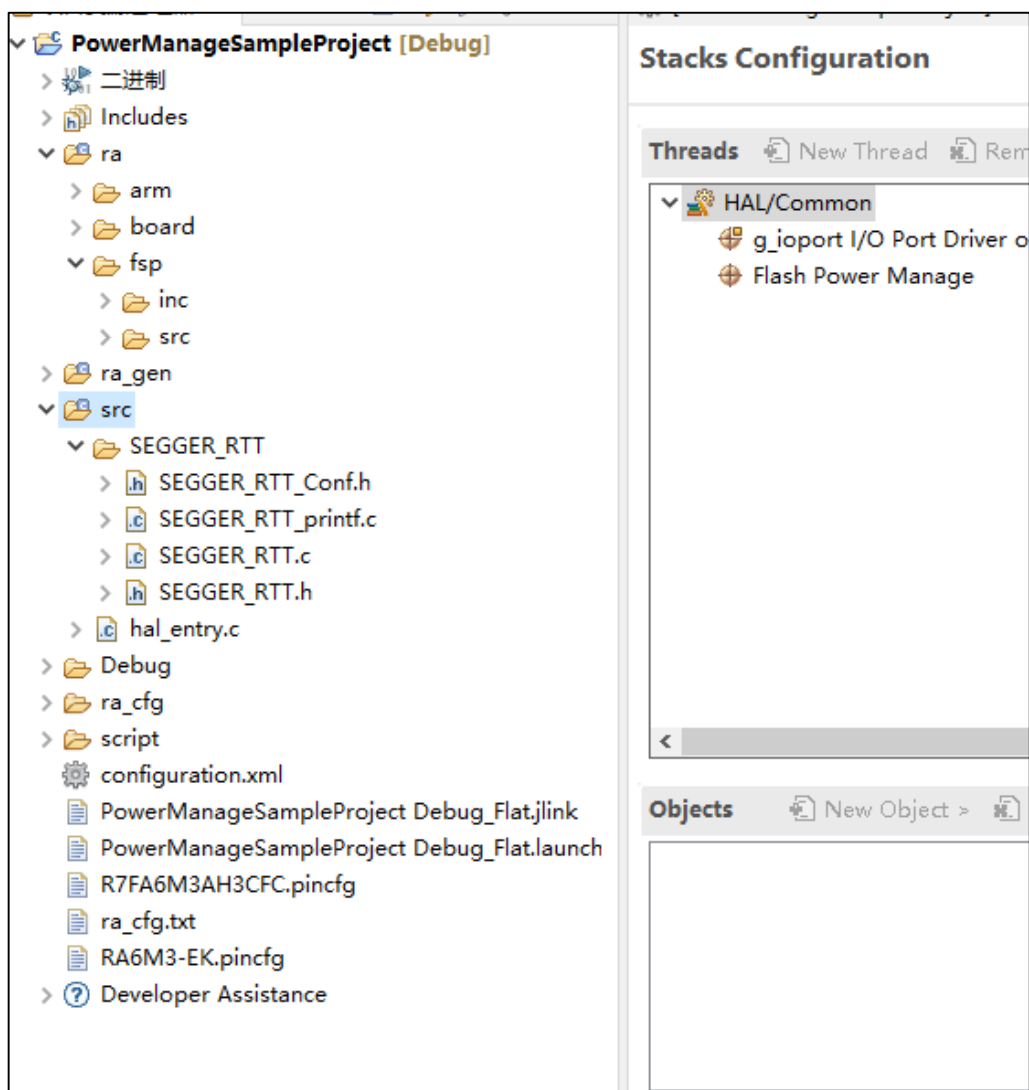 PowerManageSampleProject [Debug]
二进制
Includes
ra
arm
board
fsp
inc
src
ra_gen
src
SEGGER_RTT
SEGGER_RTT_Conf.h
SEGGER_RTT_printf.c
SEGGER_RTT.c
SEGGER_RTT.h
hal_entry.c
Debug
ra_cfg
script
configuration.xml
PowerManageSampleProject Debug_Flat.jlink
PowerManageSampleProject Debug_Flat.launch
R7FA6M3AH3CFC.pincfg
ra_cfg.txt
RA6M3-EK.pincfg
Developer Assistance
Stacks Configuration
Threads New Thread Rem
HAL/Common
g_ioport I/O Port Driver o
Flash Power Manage
Objects New Object >